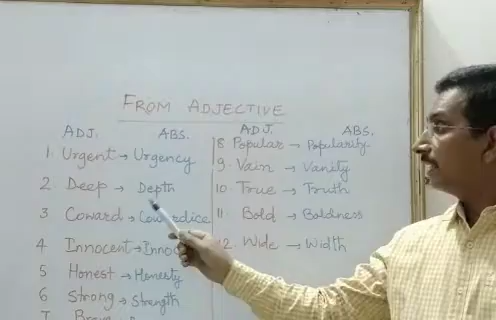 FROM ADJECTIVE
ADJ. ABS.
1. Urgent → Urgency
2. Deep → Depth
3 Coward → Cowardice
4 Innocent →
5 Honest → Honesty
6 Strong → Strength
7
ADJ. ABS.
8 Popular → Popularity
9. Vain → Vanity
10. True → Truth
11. Bold → Boldness
12. Wide → Width